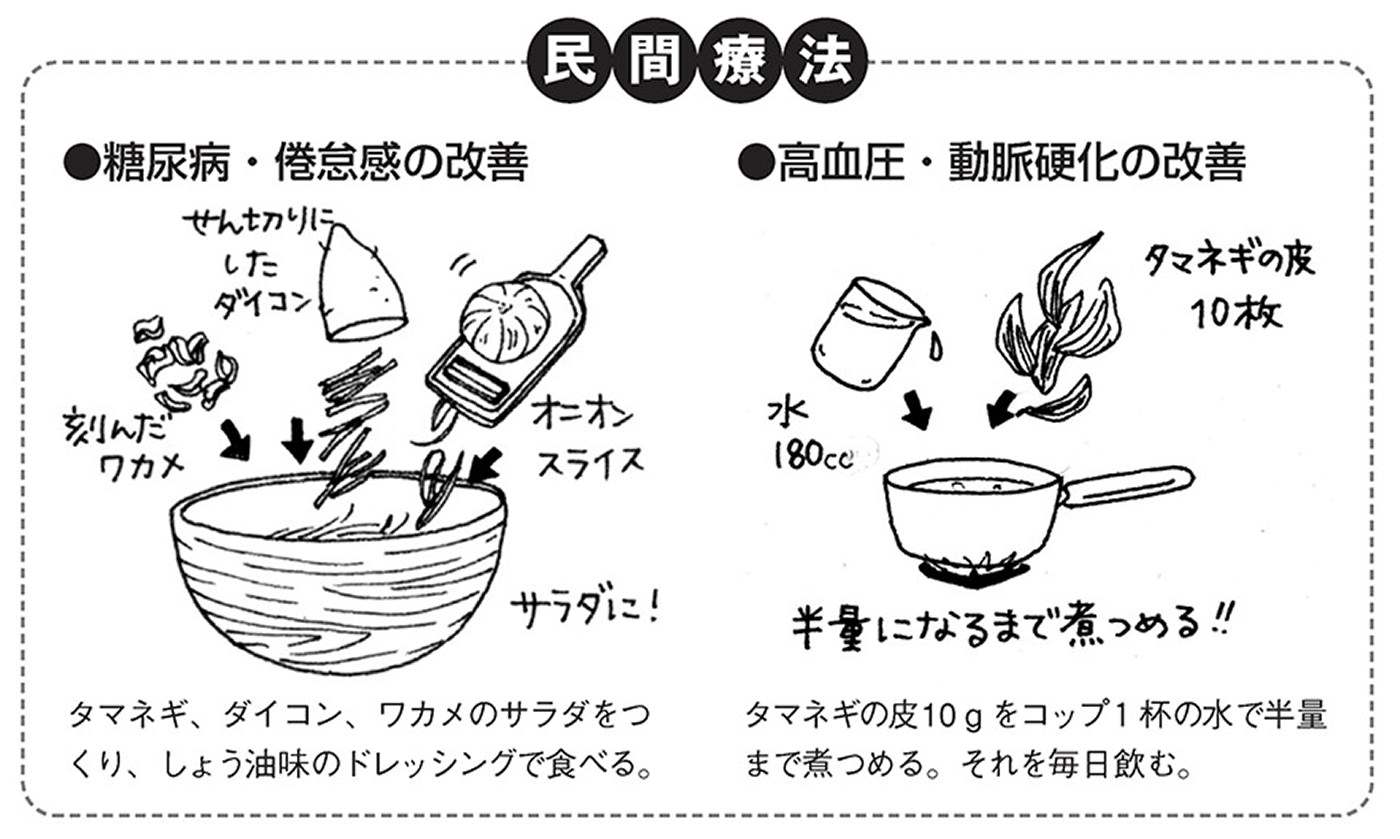 民間療法
●糖尿病・倦怠感の改善
せん切りに
した
ダイコン
刻んだ
ワカメ
オニオン
スライス
サラダに!
タマネギ、ダイコン、ワカメのサラダをつ
くり、しょう油味のドレッシングで食べる。
●高血圧・動脈硬化の改善
タマネギの皮
10枚
水
180cc
半量になるまで煮つめる!!
タマネギの皮10gをコップ1杯の水で半量
まで煮つめる。それを毎日飲む。